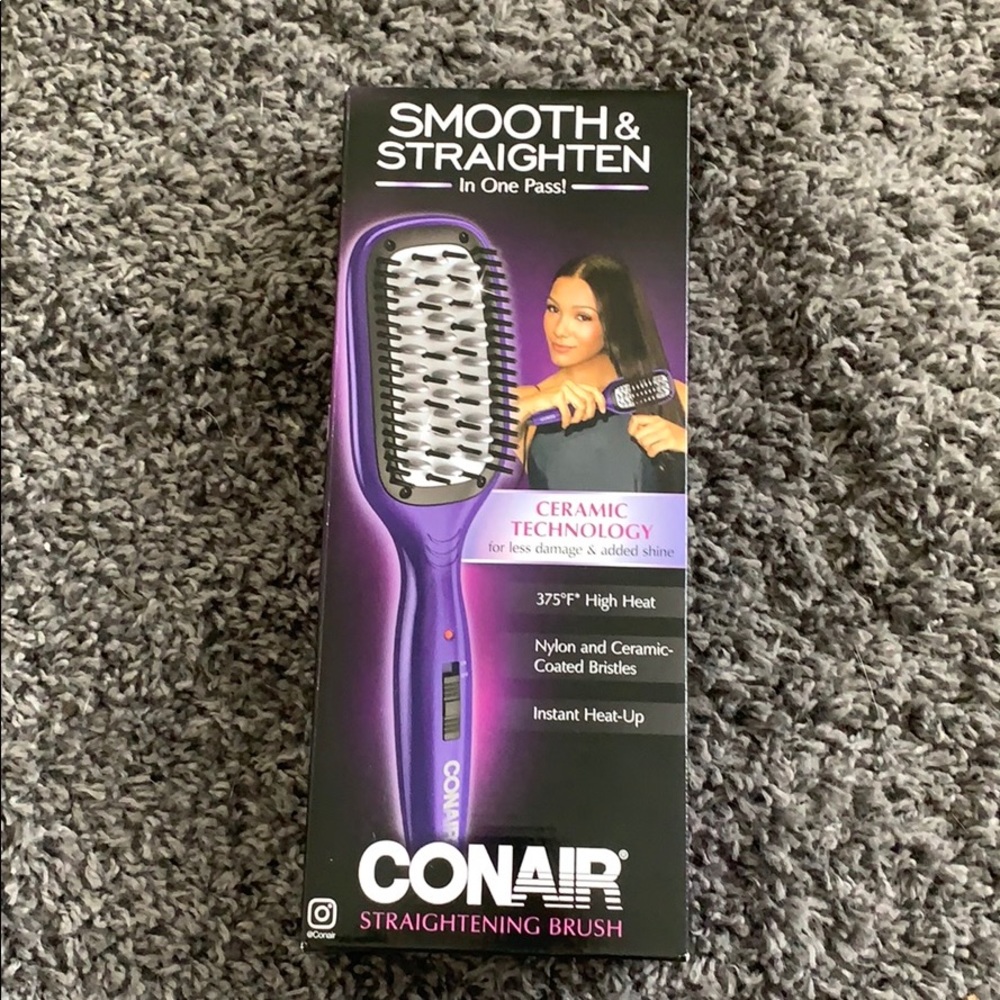 SMOOTH &
STRAIGHTEN
In One Pass!
CERAMIC
TECHNOLOGY
for less damage & added shine
375°F* High Heat
Nylon and Ceramic-
Coated Bristles
Instant Heat-Up
CONAIR
CONAIR®
STRAIGHTENING BRUSH
@Conair